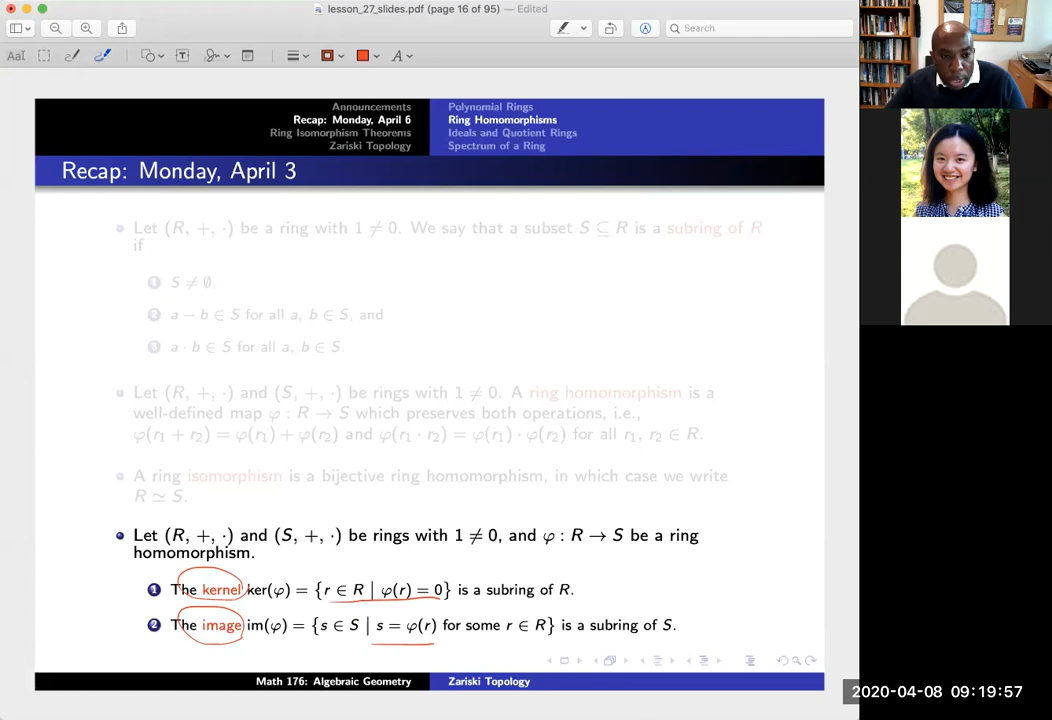 lesson_27_slides.pdf (page 16 of 95) — Edited
Search
AaI
T
A
Announcements
Recap: Monday, April 6
Ring Isomorphism Theorems
Zariski Topology
Polynomial Rings
Ring Homomorphisms
Ideals and Quotient Rings
Spectrum of a Ring
Recap: Monday, April 3
Let (R, +, ·) be a ring with 1 ≠ 0. We say that a subset S ⊆ R is a subring of R
if
1 S ≠ ∅,
2 a − b ∈ S for all a, b ∈ S, and
3 a · b ∈ S for all a, b ∈ S.
Let (R, +, ·) and (S, +, ·) be rings with 1 ≠ 0. A ring homomorphism is a
well-defined map φ : R → S which preserves both operations, i.e.,
φ(r₁ + r₂) = φ(r₁) + φ(r₂) and φ(r₁ · r₂) = φ(r₁) · φ(r₂) for all r₁, r₂ ∈ R.
A ring isomorphism is a bijective ring homomorphism, in which case we write
R ≃ S.
Let (R, +, ·) and (S, +, ·) be rings with 1 ≠ 0, and φ : R → S be a ring
homomorphism.
1 The kernel ker(φ) = {r ∈ R | φ(r) = 0} is a subring of R.
2 The image im(φ) = {s ∈ S | s = φ(r) for some r ∈ R} is a subring of S.
Math 176: Algebraic Geometry
Zariski Topology
2020-04-08 09:19:57